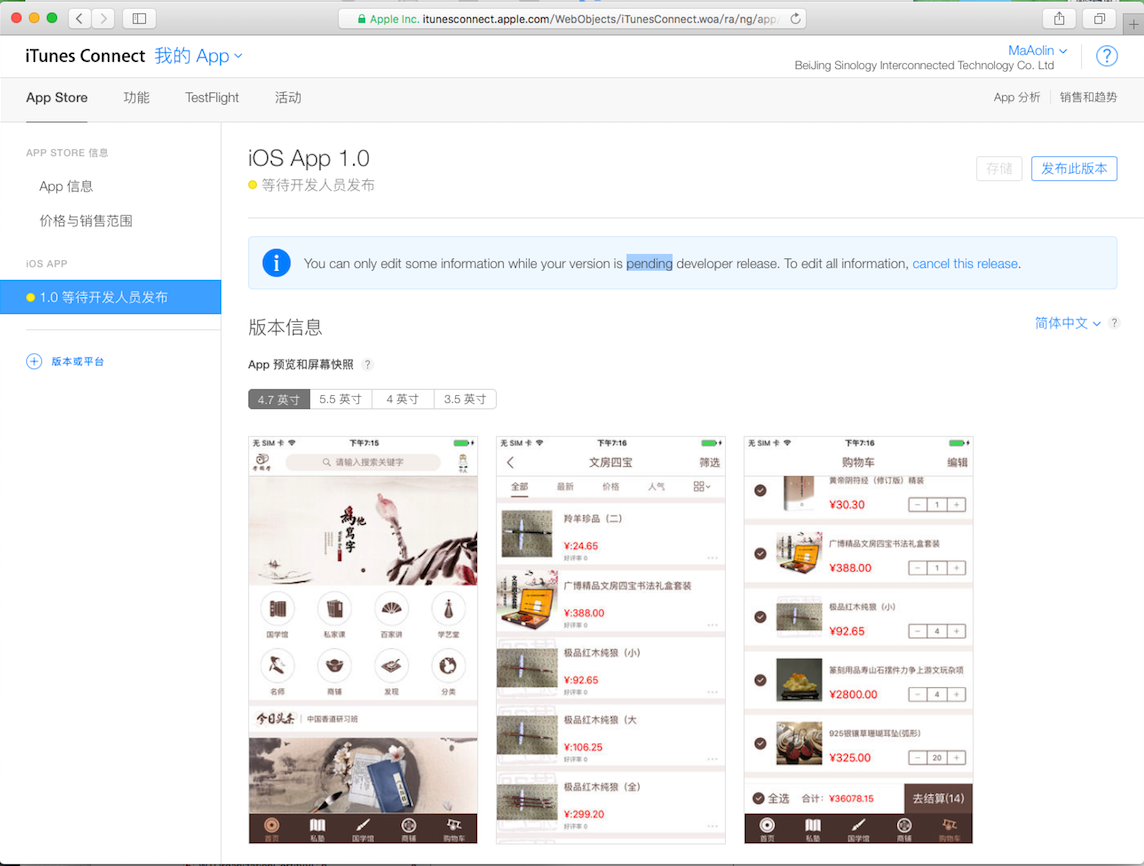 Apple Inc. itunesconnect.apple.com/WebObjects/iTunesConnect.woa/ra/ng/app
iTunes Connect 我的 App
MaAolin
BeiJing Sinology Interconnected Technology Co. Ltd
?
App Store 功能 TestFlight 活动
App 分析 销售和趋势
APP STORE 信息
App 信息
价格与销售范围
iOS APP
1.0 等待开发人员发布
版本或平台
iOS App 1.0
等待开发人员发布
存储 发布此版本
You can only edit some information while your version is pending developer release. To edit all information, cancel this release.
版本信息
简体中文 ?
App 预览和屏幕快照 ?
4.7 英寸 5.5 英寸 4 英寸 3.5 英寸
无 SIM 卡 下午7:15
请输入搜索关键字
个人
為他寫字
国学馆 私家课 百家讲 学艺堂
名师 商铺 发现 分类
今日头条 中国香道研习班
首页 私塾 国学馆 商铺 购物车
无 SIM 卡 下午7:16
文房四宝 筛选
全部 最新 价格 人气
羚羊珍品（二）
¥:24.65
好评率 0
广博精品文房四宝书法礼盒套装
¥:388.00
好评率 0
极品红木纯狼（小）
¥:92.65
好评率 0
极品红木纯狼（大
¥:106.25
好评率 0
极品红木纯狼（全）
¥:299.20
好评率 0
无 SIM 卡 下午7:16
购物车 编辑
黄帝阴符经（修订版）精装
¥30.30 − 1 +
广博精品文房四宝书法礼盒套装
¥388.00 − 1 +
极品红木纯狼（小）
¥92.65 − 4 +
篆刻用品寿山石摆件力争上游文玩杂项
¥2800.00 − 4 +
925银镶草珊瑚耳坠(弧形)
¥325.00 − 20 +
全选 合计: ¥36078.15 去结算(14)
首页 私塾 国学馆 商铺 购物车